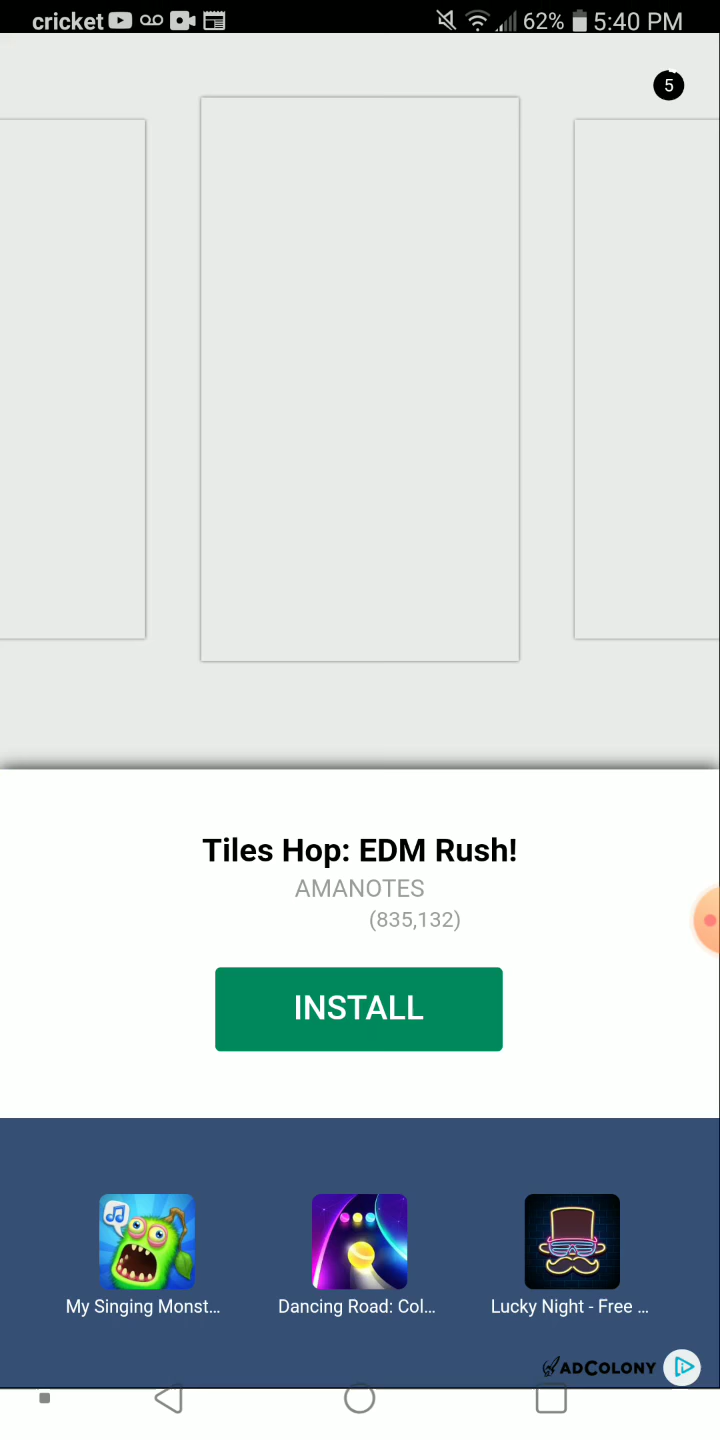 cricket 62% 5:40 PM
5
Tiles Hop: EDM Rush!
AMANOTES
(835,132)
INSTALL
My Singing Monst...
Dancing Road: Col...
Lucky Night - Free ...
ADCOLONY